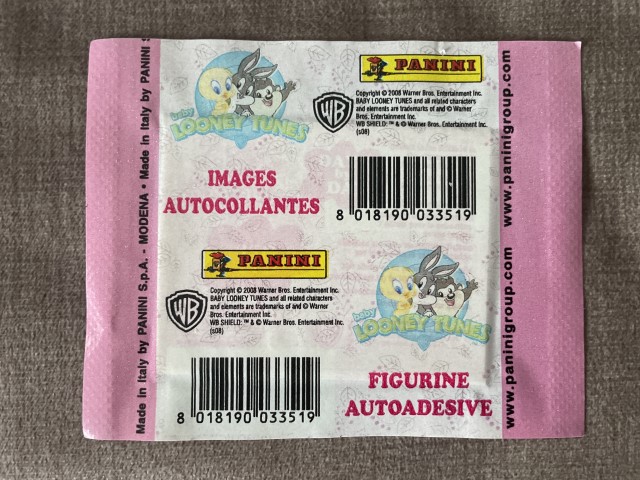 Made in Italy by PANINI S.p.A. - MODENA • Made in Italy by PANINI
baby
LOONEY TUNES
PANINI
WB
Copyright © 2008 Warner Bros. Entertainment Inc.
BABY LOONEY TUNES and all related characters
and elements are trademarks of and © Warner
Bros. Entertainment Inc.
WB SHIELD: ™ & © Warner Bros. Entertainment Inc.
(s08)
IMAGES
AUTOCOLLANTES
8 018190 033519
PANINI
WB
Copyright © 2008 Warner Bros. Entertainment Inc.
BABY LOONEY TUNES and all related characters
and elements are trademarks of and © Warner
Bros. Entertainment Inc.
WB SHIELD: ™ & © Warner Bros. Entertainment Inc.
(s08)
baby
LOONEY TUNES
8 018190 033519
FIGURINE
AUTOADESIVE
www.paninigroup.com
www.paninigroup.com